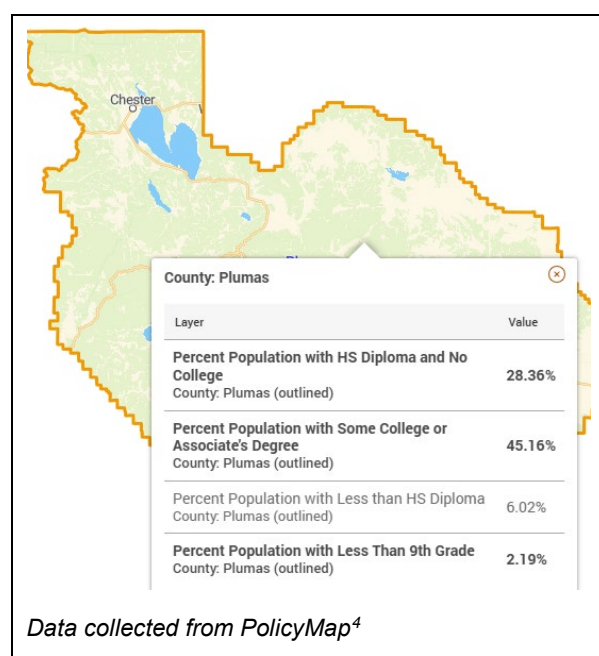 Chester
County: Plumas
Layer Value
Percent Population with HS Diploma and No
College
County: Plumas (outlined)
28.36%
Percent Population with Some College or
Associate's Degree
County: Plumas (outlined)
45.16%
Percent Population with Less than HS Diploma
County: Plumas (outlined)
6.02%
Percent Population with Less Than 9th Grade
County: Plumas (outlined)
2.19%
Data collected from PolicyMap⁴